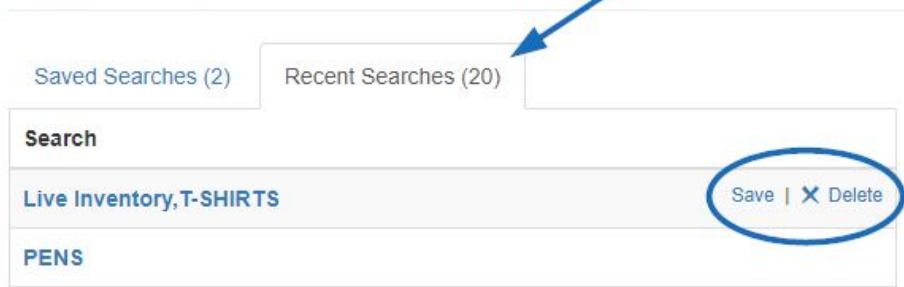 Saved Searches (2) Recent Searches (20)
Search
Live Inventory,T-SHIRTS Save | ✕ Delete
PENS